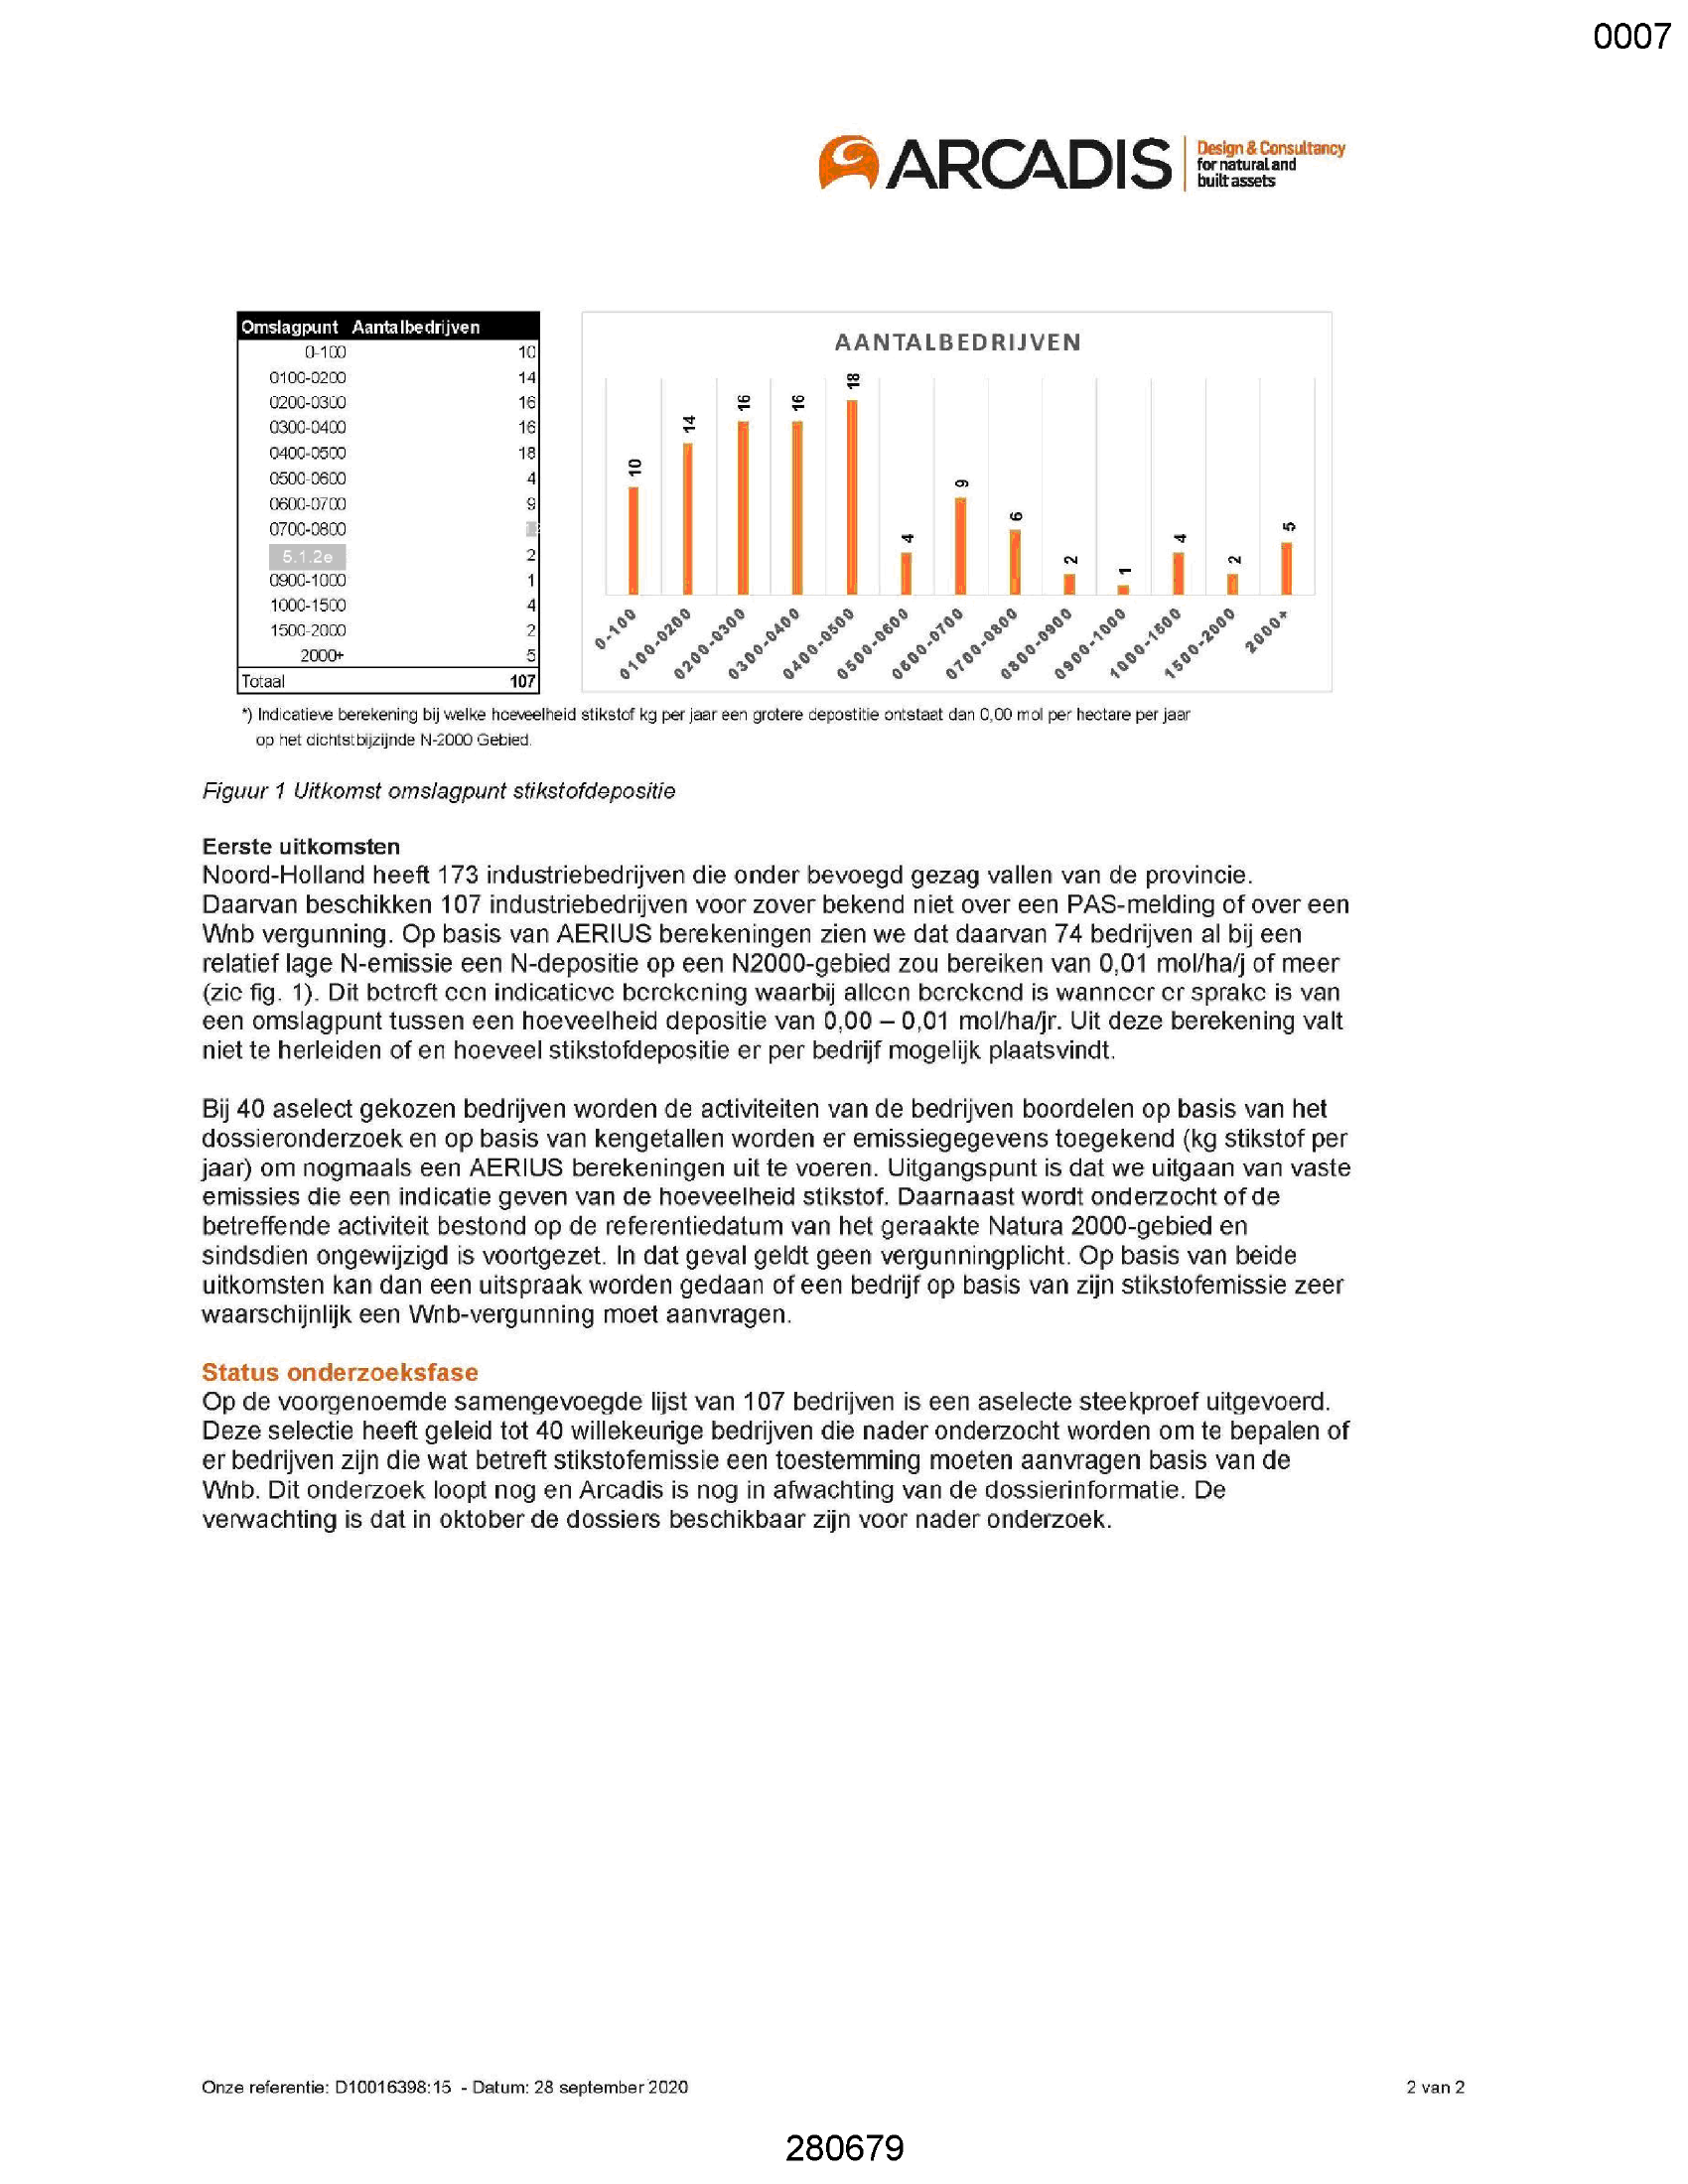 0007
ARCADIS
Design & Consultancy
for natural and
built assets
Omslagpunt Aantalbedrijven
0-100 10
0100-0200 14
0200-0300 16
0300-0400 16
0400-0500 18
0500-0600 4
0600-0700 9
0700-0800
5.1.2e 2
0900-1000 1
1000-1500 4
1500-2000 2
2000+ 5
Totaal 107
AANTALBEDRIJVEN
10 14 16 16 18 4 9 6 2 1 4 2 5
0-100 0100-0200 0200-0300 0300-0400 0400-0500 0500-0600 0600-0700 0700-0800 0800-0900 0900-1000 1000-1500 1500-2000 2000+
*) Indicatieve berekening bij welke hoeveelheid stikstof kg per jaar een grotere depostitie ontstaat dan 0,00 mol per hectare per jaar
op het dichtstbijzijnde N-2000 Gebied.
Figuur 1 Uitkomst omslagpunt stikstofdepositie
Eerste uitkomsten
Noord-Holland heeft 173 industriebedrijven die onder bevoegd gezag vallen van de provincie.
Daarvan beschikken 107 industriebedrijven voor zover bekend niet over een PAS-melding of over een
Wnb vergunning. Op basis van AERIUS berekeningen zien we dat daarvan 74 bedrijven al bij een
relatief lage N-emissie een N-depositie op een N2000-gebied zou bereiken van 0,01 mol/ha/j of meer
(zie fig. 1). Dit betreft een indicatieve berekening waarbij alleen berekend is wanneer er sprake is van
een omslagpunt tussen een hoeveelheid depositie van 0,00 – 0,01 mol/ha/jr. Uit deze berekening valt
niet te herleiden of en hoeveel stikstofdepositie er per bedrijf mogelijk plaatsvindt.
Bij 40 aselect gekozen bedrijven worden de activiteiten van de bedrijven boordelen op basis van het
dossieronderzoek en op basis van kengetallen worden er emissiegegevens toegekend (kg stikstof per
jaar) om nogmaals een AERIUS berekeningen uit te voeren. Uitgangspunt is dat we uitgaan van vaste
emissies die een indicatie geven van de hoeveelheid stikstof. Daarnaast wordt onderzocht of de
betreffende activiteit bestond op de referentiedatum van het geraakte Natura 2000-gebied en
sindsdien ongewijzigd is voortgezet. In dat geval geldt geen vergunningplicht. Op basis van beide
uitkomsten kan dan een uitspraak worden gedaan of een bedrijf op basis van zijn stikstofemissie zeer
waarschijnlijk een Wnb-vergunning moet aanvragen.
Status onderzoeksfase
Op de voorgenoemde samengevoegde lijst van 107 bedrijven is een aselecte steekproef uitgevoerd.
Deze selectie heeft geleid tot 40 willekeurige bedrijven die nader onderzocht worden om te bepalen of
er bedrijven zijn die wat betreft stikstofemissie een toestemming moeten aanvragen basis van de
Wnb. Dit onderzoek loopt nog en Arcadis is nog in afwachting van de dossierinformatie. De
verwachting is dat in oktober de dossiers beschikbaar zijn voor nader onderzoek.
Onze referentie: D10016398:15 - Datum: 28 september 2020
2 van 2
280679